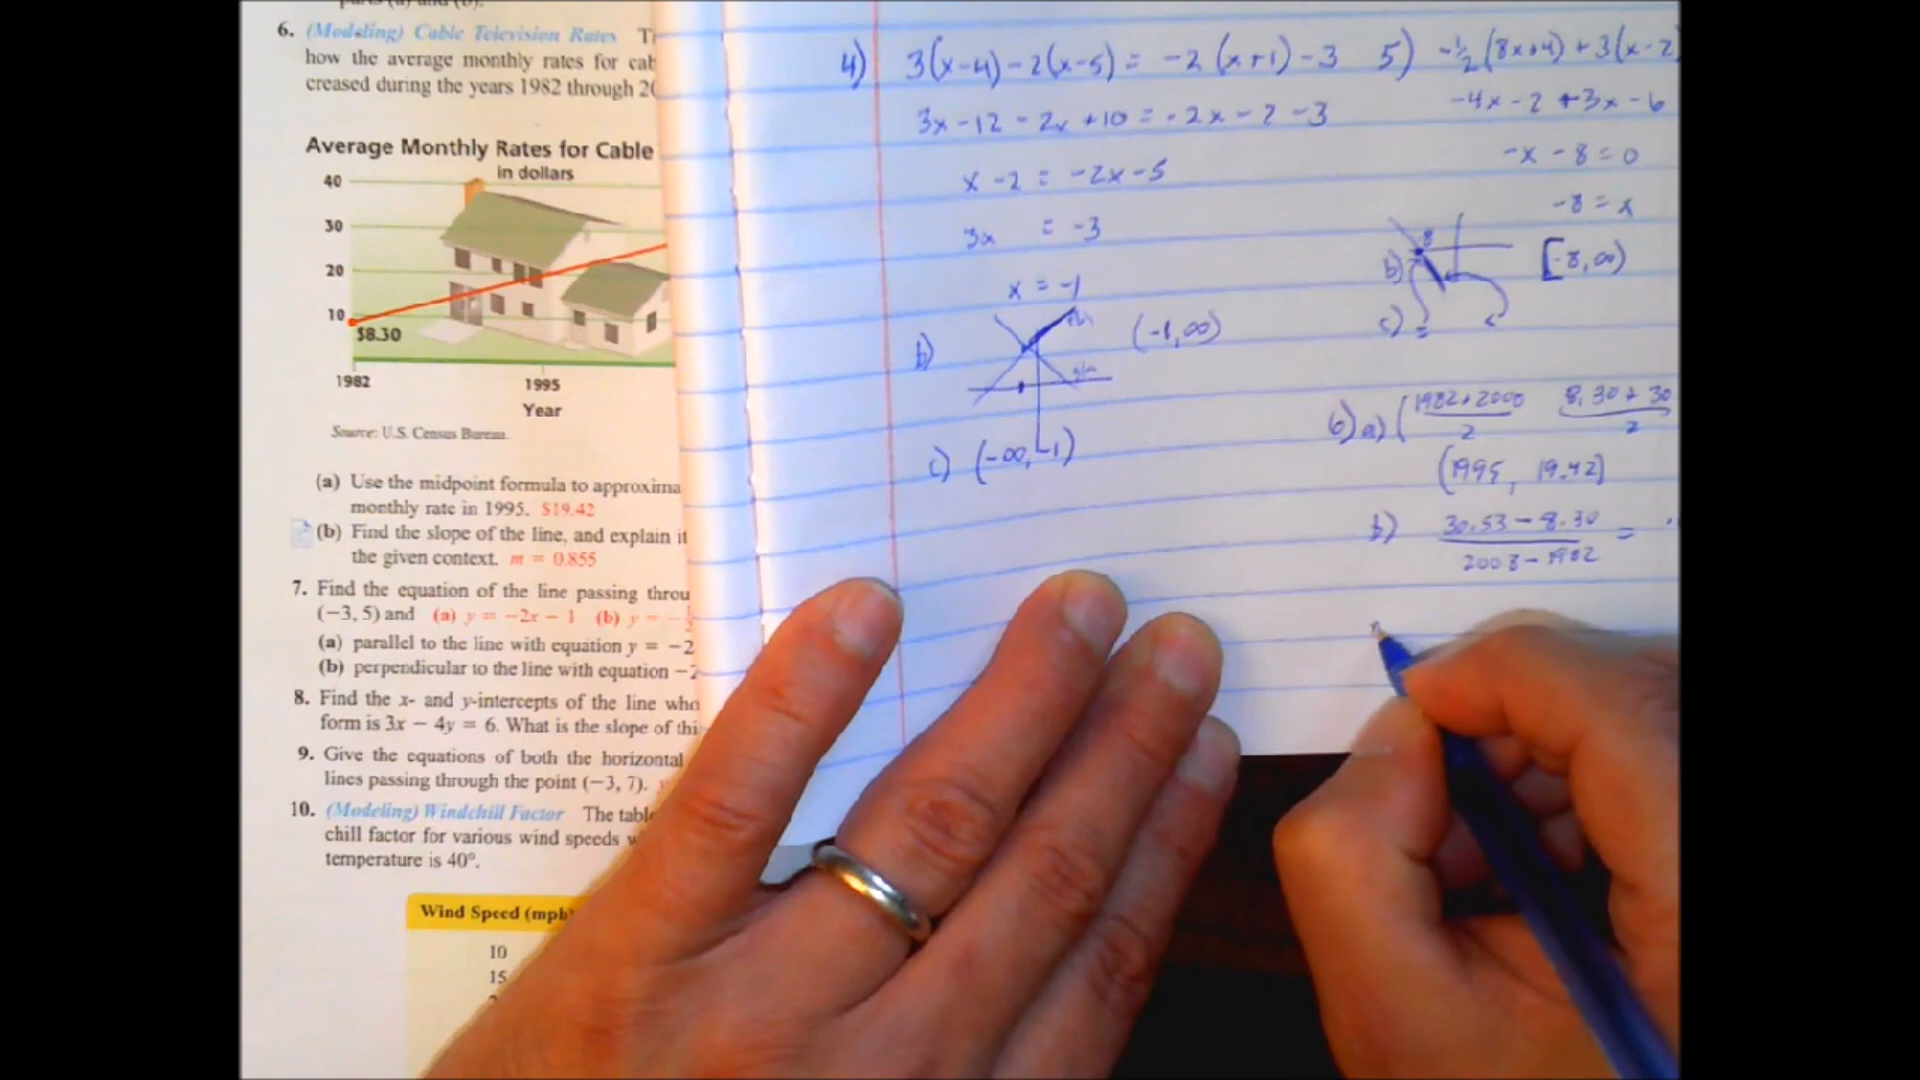 parts (a) and (b).
6. (Modeling) Cable Television Rates
how the average monthly rates for cab
creased during the years 1982 through 20
Average Monthly Rates for Cable
in dollars
40
30
20
10
$8.30
1982
1995
Year
Source: U.S. Census Bureau.
(a) Use the midpoint formula to approxima
monthly rate in 1995. $19.42
(b) Find the slope of the line, and explain it
the given context. m = 0.855
7. Find the equation of the line passing throu
(−3, 5) and (a) y = −2x − 1 (b) y = −
(a) parallel to the line with equation y = −2
(b) perpendicular to the line with equation −2
8. Find the x- and y-intercepts of the line who
form is 3x − 4y = 6. What is the slope of thi
9. Give the equations of both the horizontal
lines passing through the point (−3, 7).
10. (Modeling) Windchill Factor The table
chill factor for various wind speeds w
temperature is 40°.
Wind Speed (mph)
10
15
4) 3(x-4)-2(x-5) = -2(x+1)-3
3x-12-2x+10 = -2x-2-3
x-2 = -2x-5
3x = -3
x = -1
b) (-1,∞)
c) (-∞,-1)
5) -1/2(8x+4)+3(x-2)
-4x-2+3x-6
-x-8=0
-8=x
b) 8 [-8,∞)
c)
6) a) (1982+2000/2 8.30+30/2
(1995, 19.42)
b) 30.53-8.30/2008-1982 =